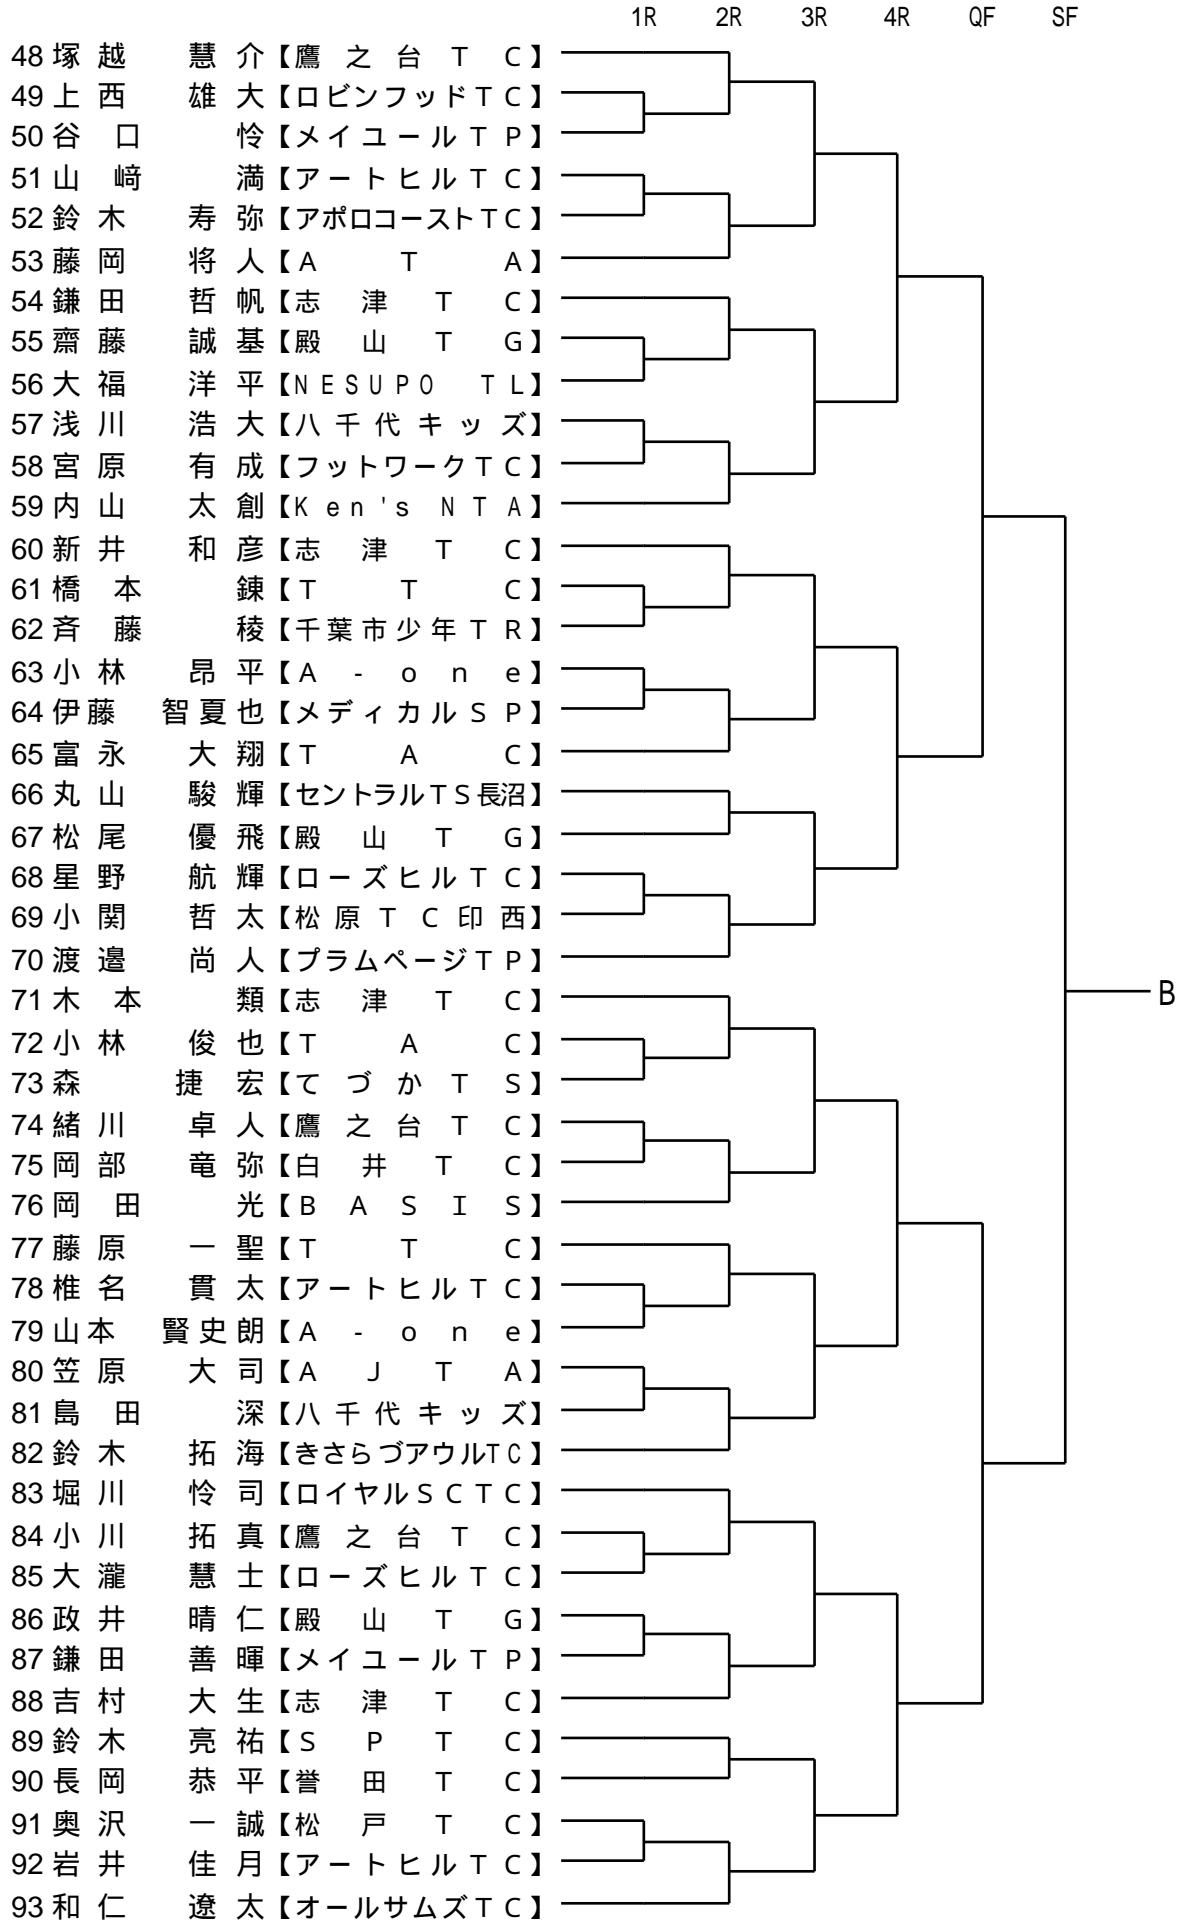 1R 2R 3R 4R QF SF
48 塚越 慧介【鷹之台TC】
49 上西 雄大【ロビンフッドTC】
50 谷口 怜【メイユールTP】
51 山﨑 満【アートヒルTC】
52 鈴木 寿弥【アポロコーストTC】
53 藤岡 将人【ATA】
54 鎌田 哲帆【志津TC】
55 齋藤 誠基【殿山TG】
56 大福 洋平【NESUPO TL】
57 浅川 浩大【八千代キッズ】
58 宮原 有成【フットワークTC】
59 内山 太創【Ken's NTA】
60 新井 和彦【志津TC】
61 橋本 錬【TTC】
62 斉藤 稜【千葉市少年TR】
63 小林 昂平【A-one】
64 伊藤 智夏也【メディカルSP】
65 富永 大翔【TAC】
66 丸山 駿輝【セントラルTS長沼】
67 松尾 優飛【殿山TG】
68 星野 航輝【ローズヒルTC】
69 小関 哲太【松原TC印西】
70 渡邉 尚人【プラムページTP】
71 木本 類【志津TC】
72 小林 俊也【TAC】
73 森 捷宏【てづかTS】
74 緒川 卓人【鷹之台TC】
75 岡部 竜弥【白井TC】
76 岡田 光【BASIS】
77 藤原 一聖【TTC】
78 椎名 貫太【アートヒルTC】
79 山本 賢史朗【A-one】
80 笠原 大司【AJTA】
81 島田 深【八千代キッズ】
82 鈴木 拓海【きさらづアウルTC】
83 堀川 怜司【ロイヤルSCTC】
84 小川 拓真【鷹之台TC】
85 大瀧 慧士【ローズヒルTC】
86 政井 晴仁【殿山TG】
87 鎌田 善暉【メイユールTP】
88 吉村 大生【志津TC】
89 鈴木 亮祐【SPTC】
90 長岡 恭平【誉田TC】
91 奥沢 一誠【松戸TC】
92 岩井 佳月【アートヒルTC】
93 和仁 遼太【オールサムズTC】
B